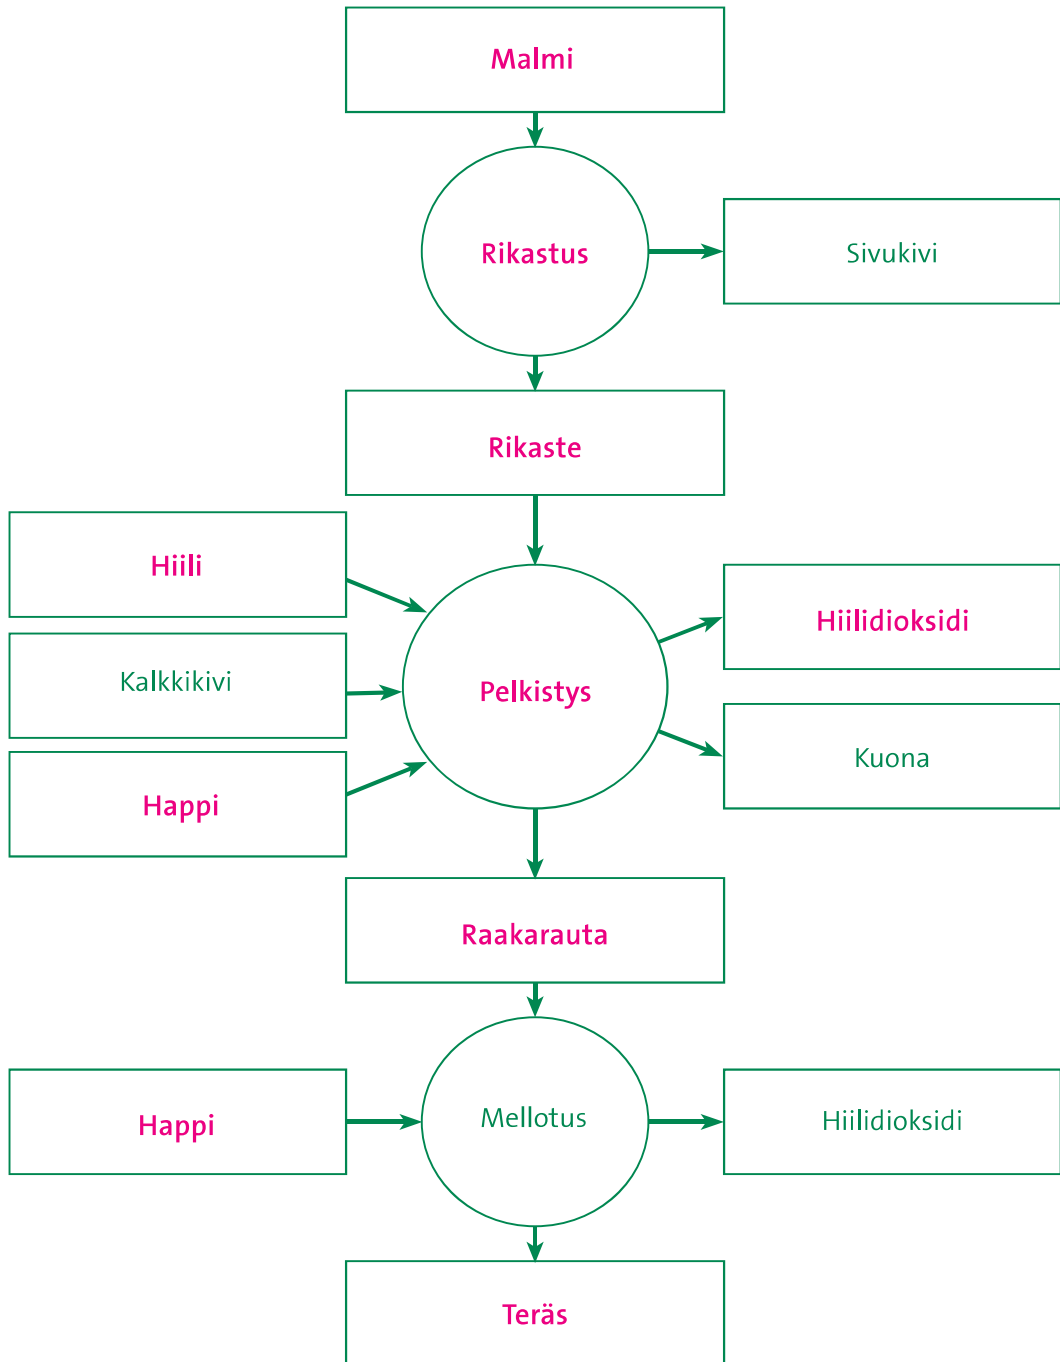 Malmi
Rikastus
Sivukivi
Rikaste
Hiili
Kalkkikivi
Happi
Pelkistys
Hiilidioksidi
Kuona
Raakarauta
Happi
Mellotus
Hiilidioksidi
Teräs